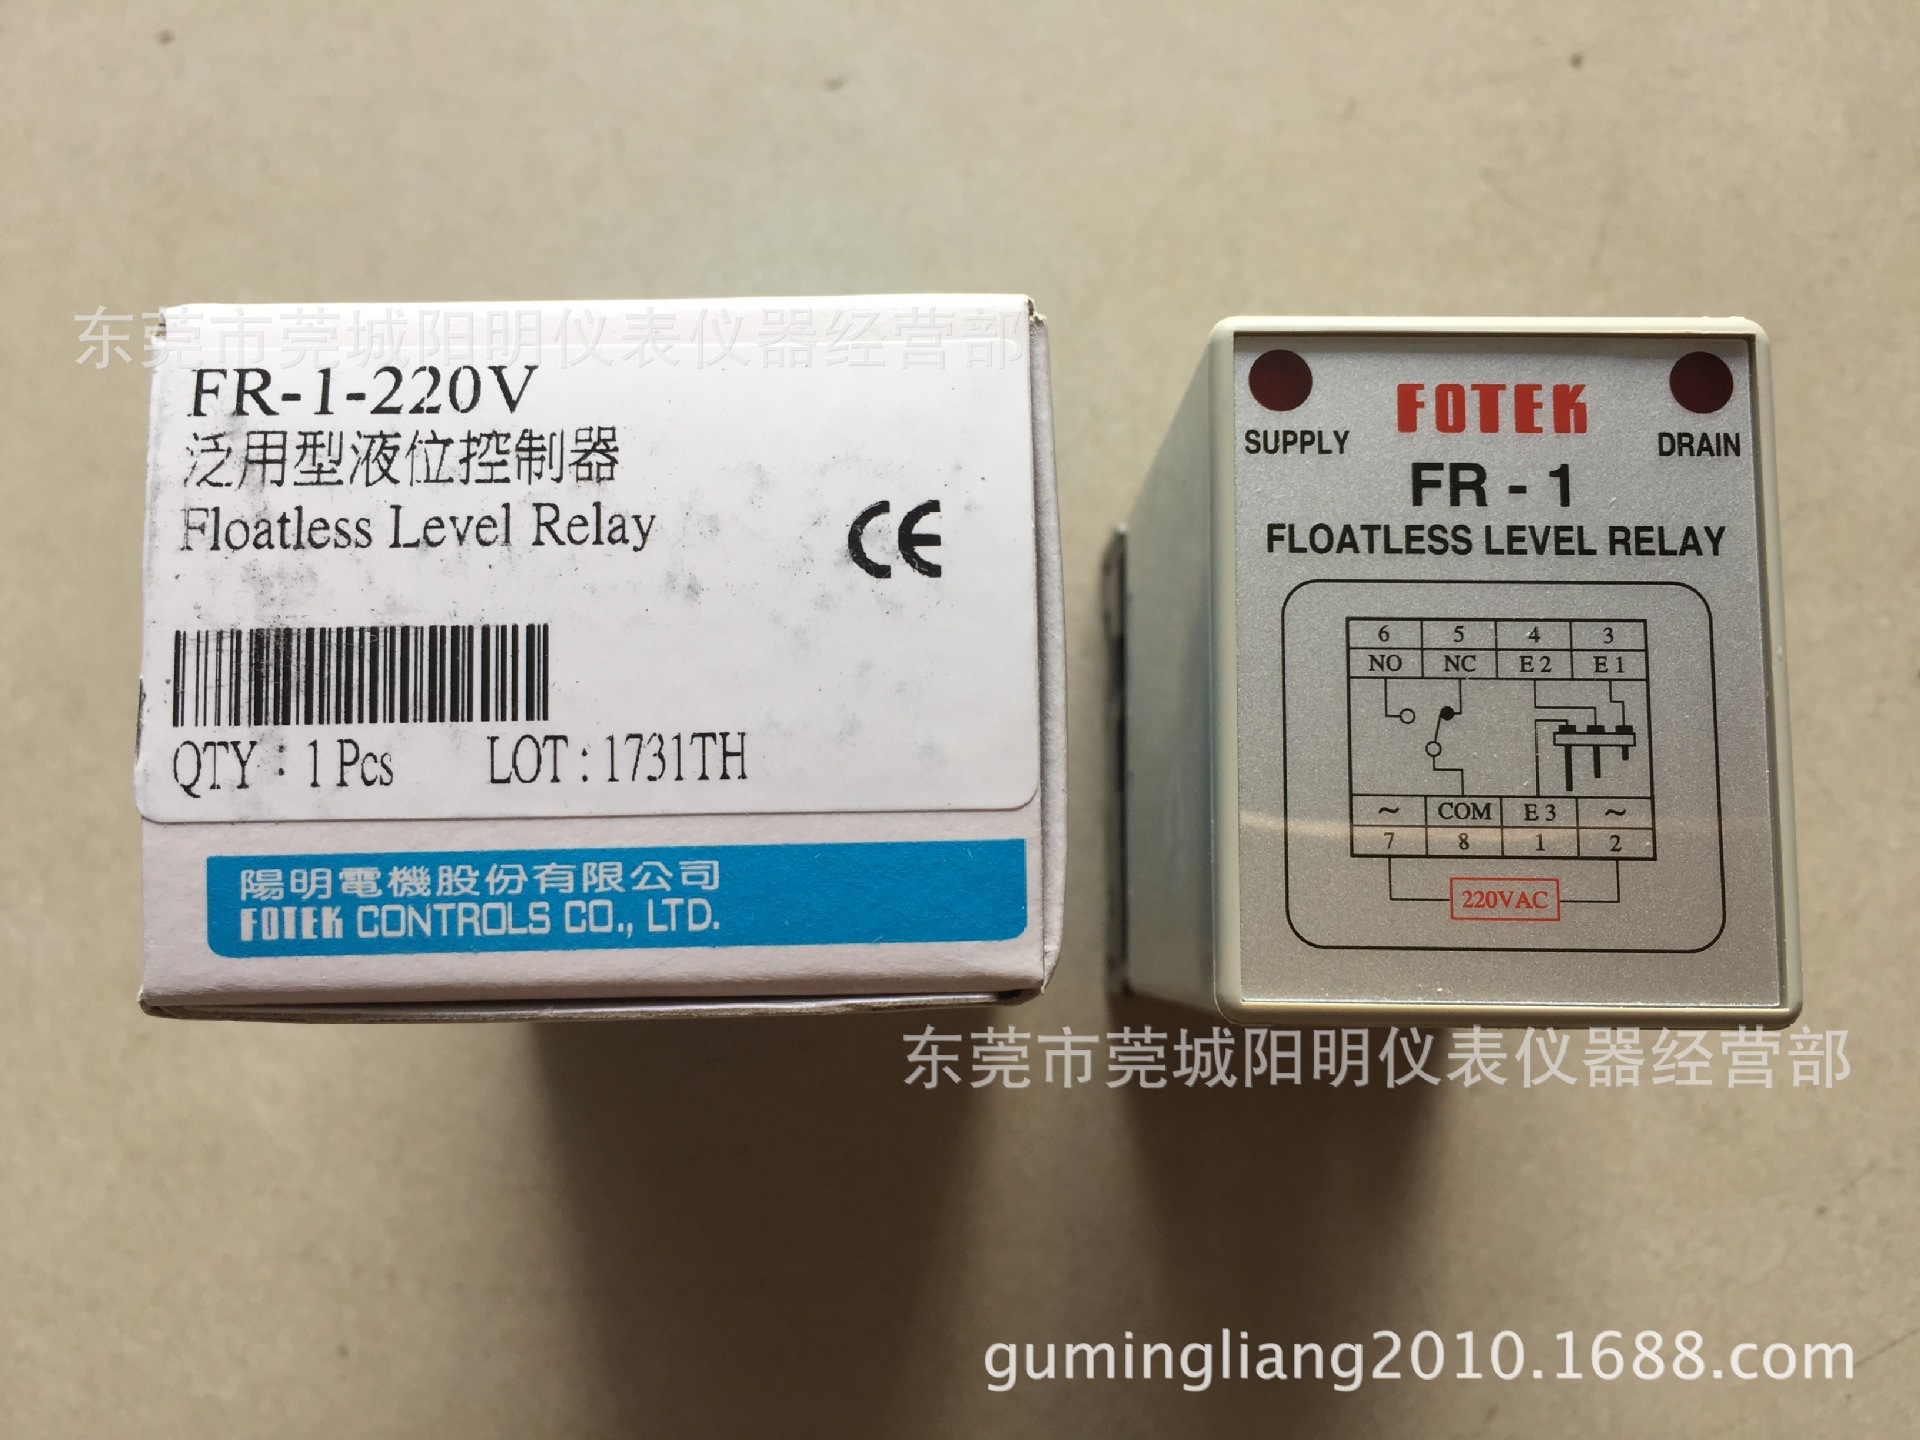 东莞市莞城阳明仪表仪器经营部
FR-1-220V
泛用型液位控制器
Floatless Level Relay
CE
QTY : 1 Pcs LOT : 1731TH
陽明電機股份有限公司
FOTEK CONTROLS CO., LTD.
FOTEK
SUPPLY DRAIN
FR - 1
FLOATLESS LEVEL RELAY
6 5 4 3
NO NC E 2 E 1
~ COM E 3 ~
7 8 1 2
220VAC
东莞市莞城阳明仪表仪器经营部
gumingliang2010.1688.com